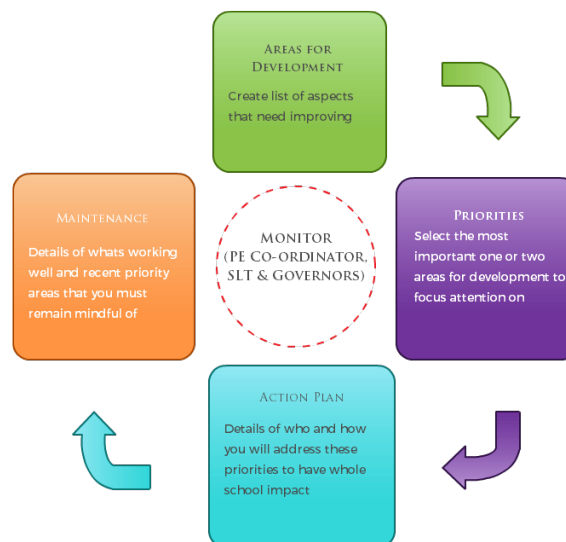 AREAS FOR
DEVELOPMENT
Create list of aspects
that need improving
PRIORITIES
Select the most
important one or two
areas for development to
focus attention on
ACTION PLAN
Details of who and how
you will address these
priorities to have whole
school impact
MAINTENANCE
Details of whats working
well and recent priority
areas that you must
remain mindful of
MONITOR
(PE CO-ORDINATOR,
SLT & GOVERNORS)